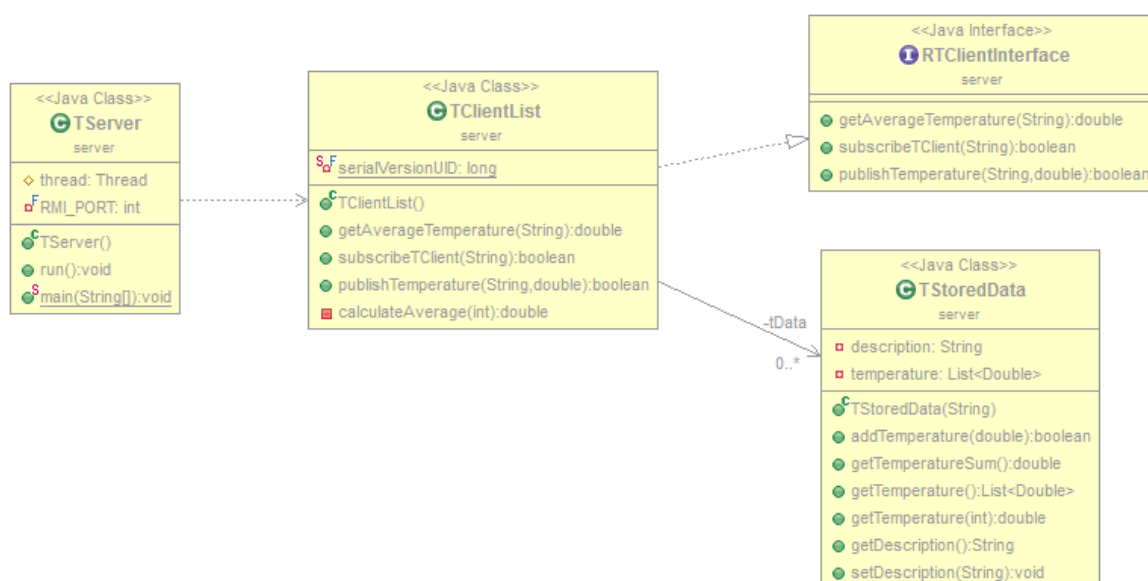 <<Java Class>>
TServer
server
thread: Thread
RMI_PORT: int
TServer()
run():void
main(String[]):void
<<Java Class>>
TClientList
server
serialVersionUID: long
TClientList()
getAverageTemperature(String):double
subscribeTClient(String):boolean
publishTemperature(String,double):boolean
calculateAverage(int):double
<<Java Interface>>
RTClientInterface
server
getAverageTemperature(String):double
subscribeTClient(String):boolean
publishTemperature(String,double):boolean
-tData
0..*
<<Java Class>>
TStoredData
server
description: String
temperature: List<Double>
TStoredData(String)
addTemperature(double):boolean
getTemperatureSum():double
getTemperature():List<Double>
getTemperature(int):double
getDescription():String
setDescription(String):void